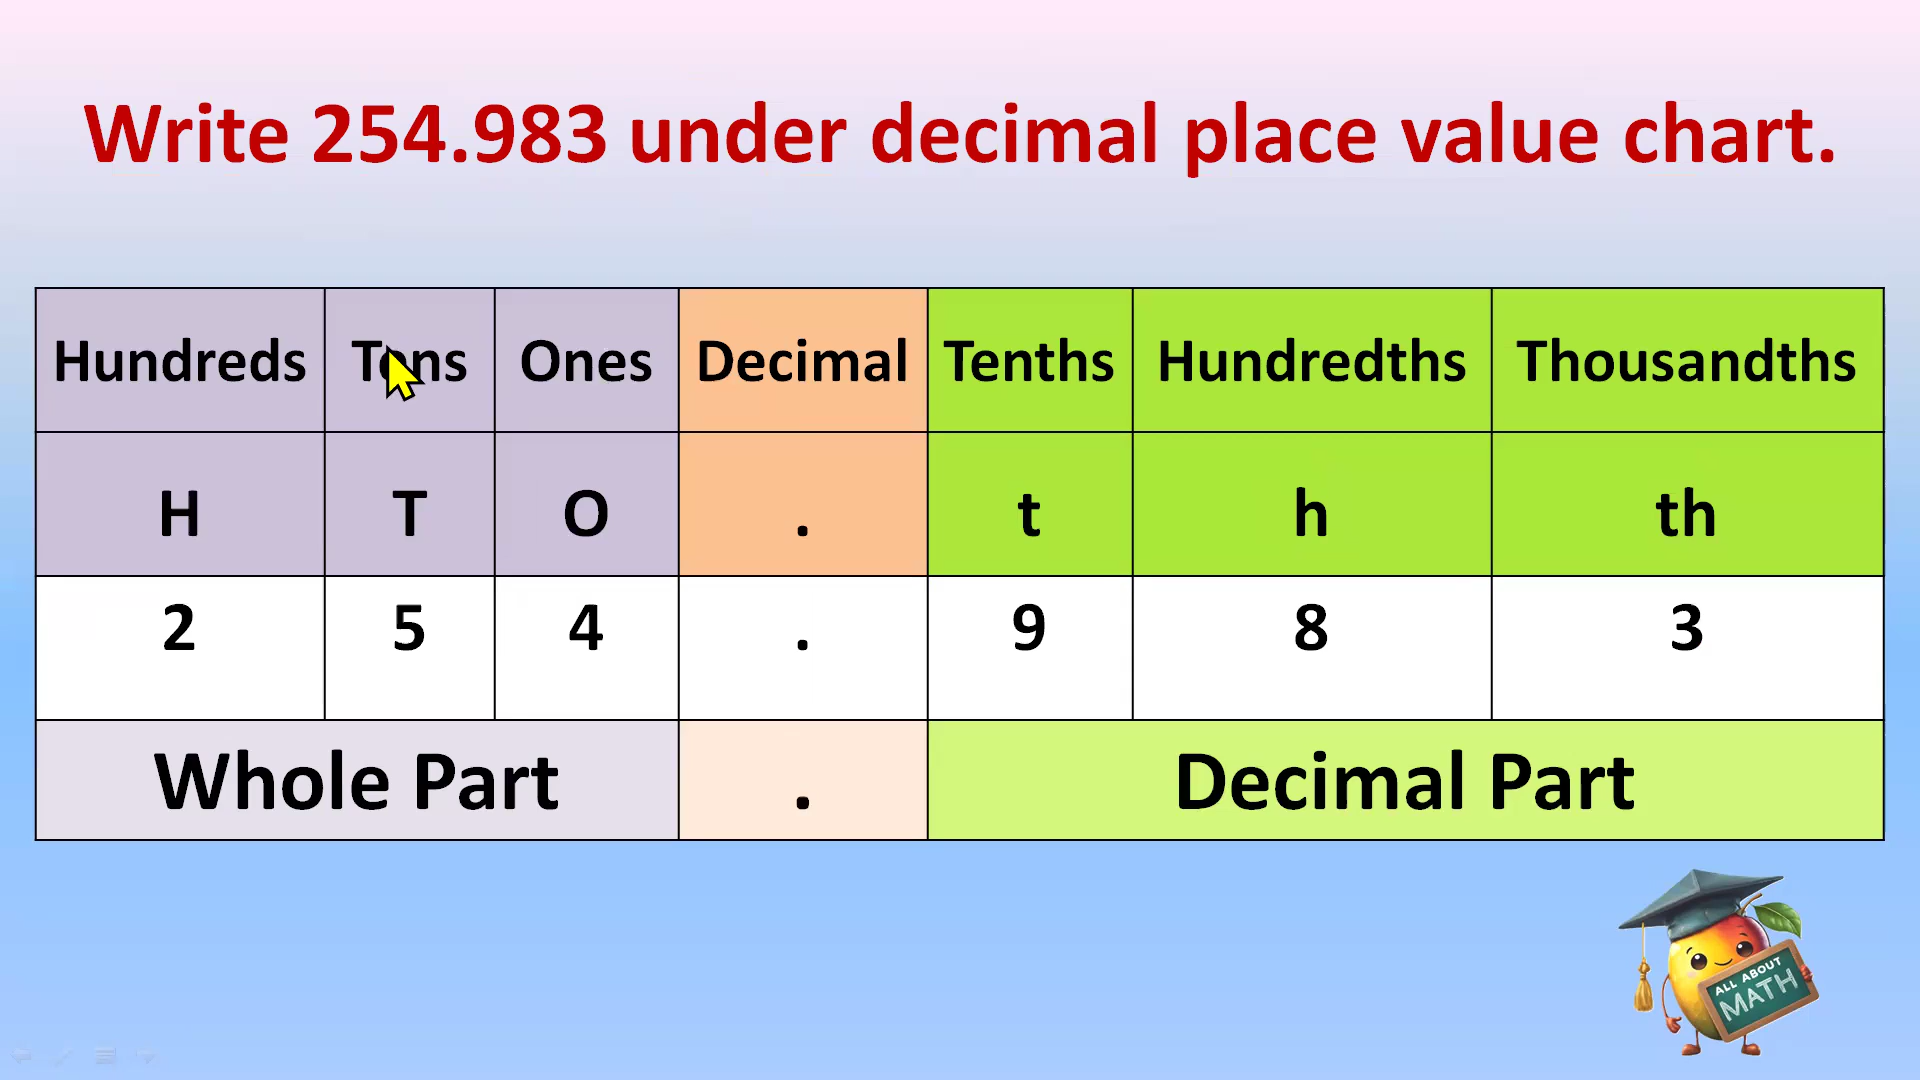 Write 254.983 under decimal place value chart.
Hundreds Tens Ones Decimal Tenths Hundredths Thousandths
H T O . t h th
2 5 4 . 9 8 3
Whole Part . Decimal Part
ALL ABOUT
MATH